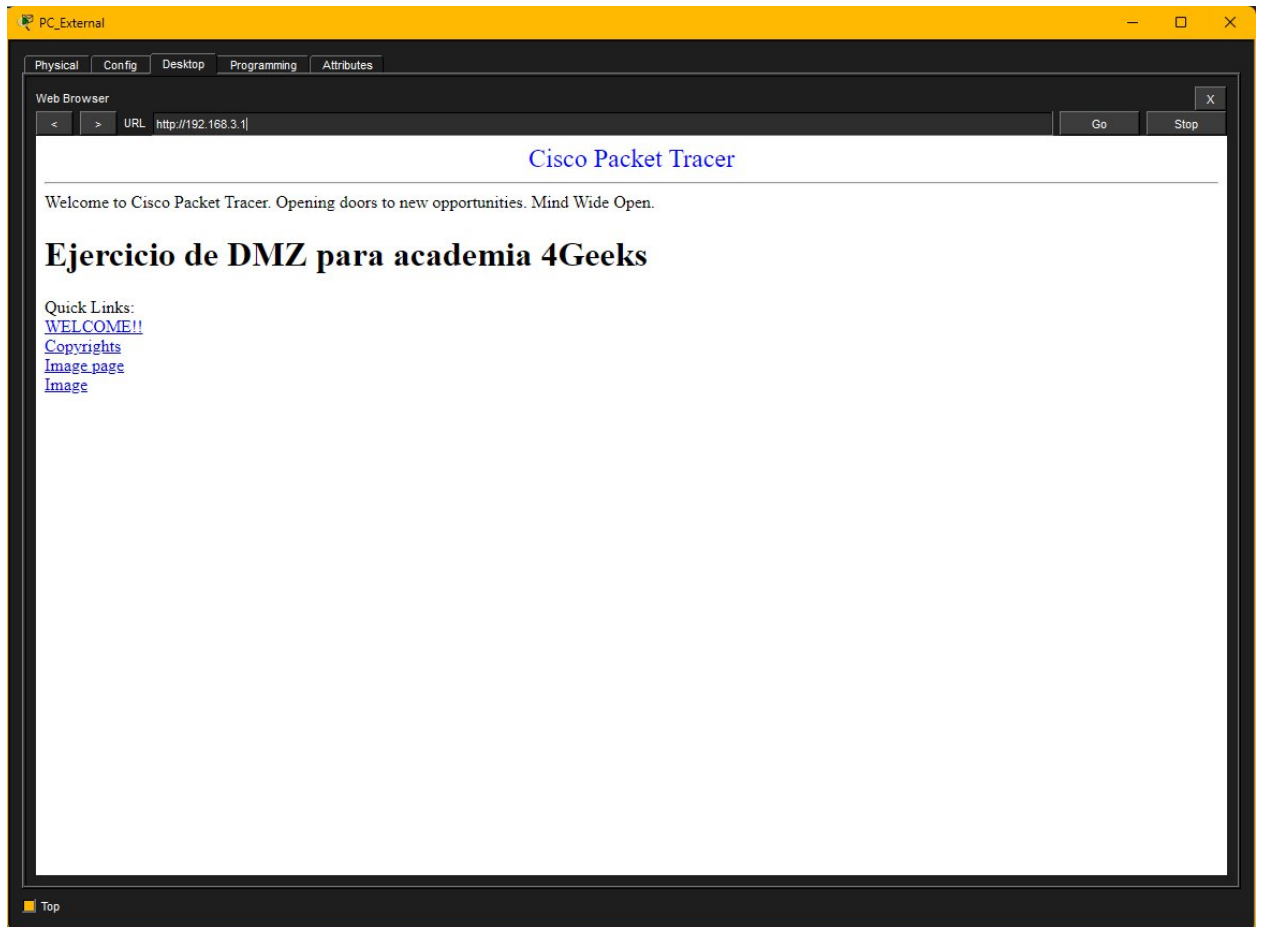 PC_External
Physical Config Desktop Programming Attributes
Web Browser
X
< > URL http://192.168.3.1 Go Stop
Cisco Packet Tracer
Welcome to Cisco Packet Tracer. Opening doors to new opportunities. Mind Wide Open.
Ejercicio de DMZ para academia 4Geeks
Quick Links:
WELCOME!!
Copyrights
Image page
Image
Top